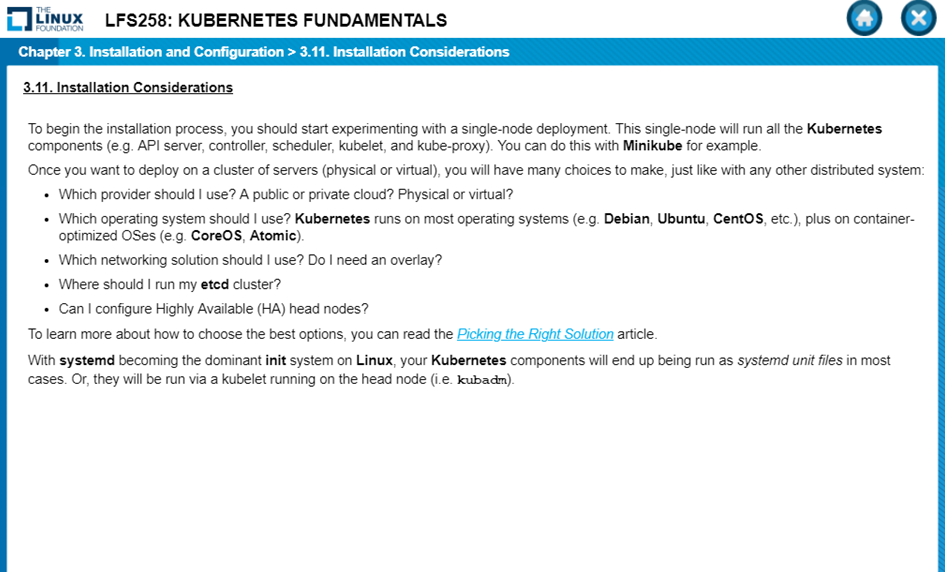 THE
LINUX
FOUNDATION
LFS258: KUBERNETES FUNDAMENTALS
Chapter 3. Installation and Configuration > 3.11. Installation Considerations
3.11. Installation Considerations
To begin the installation process, you should start experimenting with a single-node deployment. This single-node will run all the Kubernetes
components (e.g. API server, controller, scheduler, kubelet, and kube-proxy). You can do this with Minikube for example.
Once you want to deploy on a cluster of servers (physical or virtual), you will have many choices to make, just like with any other distributed system:
• Which provider should I use? A public or private cloud? Physical or virtual?
• Which operating system should I use? Kubernetes runs on most operating systems (e.g. Debian, Ubuntu, CentOS, etc.), plus on container-
optimized OSes (e.g. CoreOS, Atomic).
• Which networking solution should I use? Do I need an overlay?
• Where should I run my etcd cluster?
• Can I configure Highly Available (HA) head nodes?
To learn more about how to choose the best options, you can read the Picking the Right Solution article.
With systemd becoming the dominant init system on Linux, your Kubernetes components will end up being run as systemd unit files in most
cases. Or, they will be run via a kubelet running on the head node (i.e. kubadm).